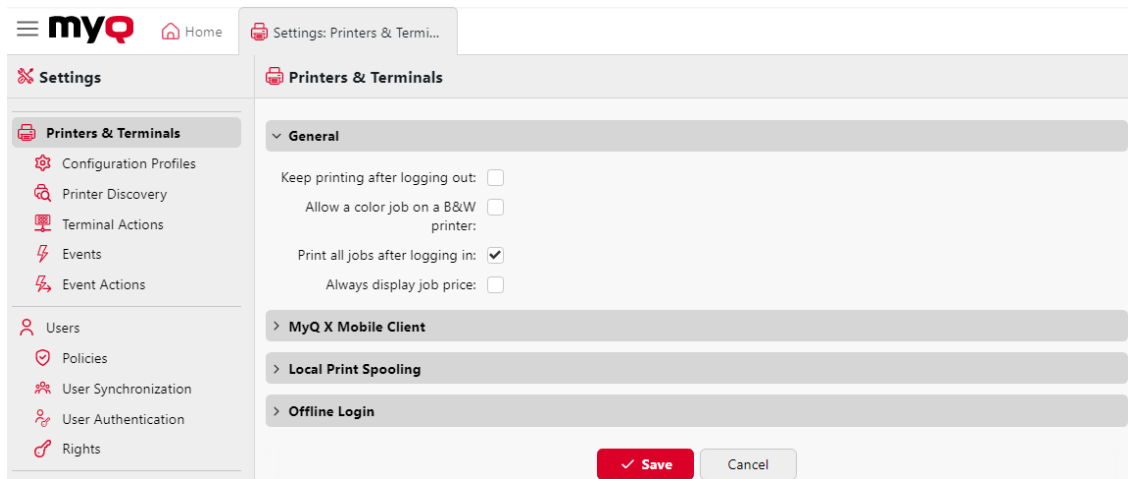 myQ
Home
Settings: Printers & Termi...
Settings
Printers & Terminals
Configuration Profiles
Printer Discovery
Terminal Actions
Events
Event Actions
Users
Policies
User Synchronization
User Authentication
Rights
Printers & Terminals
General
Keep printing after logging out:
Allow a color job on a B&W
printer:
Print all jobs after logging in:
Always display job price:
MyQ X Mobile Client
Local Print Spooling
Offline Login
Save
Cancel